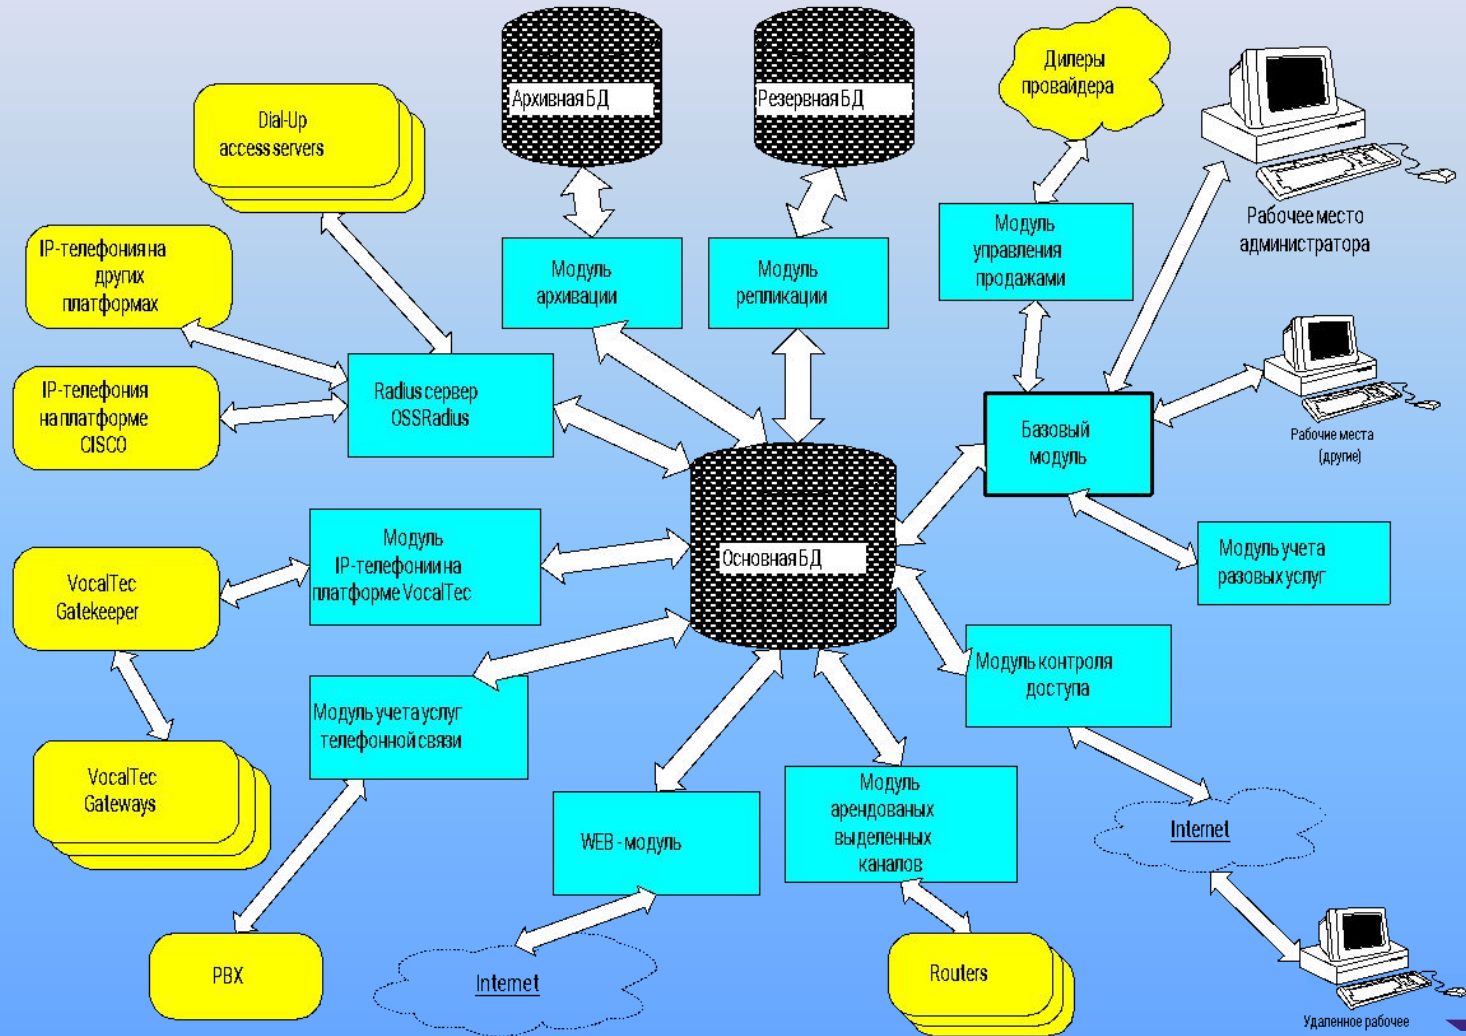 Архивная БД
Резервная БД
Дилеры
провайдера
Dial-Up
access servers
Рабочее место
администратора
IP-телефония на
других
платформах
Модуль
архивации
Модуль
репликации
Модуль
управления
продажами
IP-телефония
на платформе
CISCO
Radius сервер
OSSRadius
Базовый
модуль
Рабочие места
(другие)
Модуль
IP-телефонии на
платформе VocalTec
Основная БД
Модуль учета
разовых услуг
VocalTec
Gatekeeper
Модуль контроля
доступа
Модуль учета услуг
телефонной связи
VocalTec
Gateways
WEB - модуль
Модуль
арендованых
выделенных
каналов
Internet
PBX
Internet
Routers
Удаленное рабочее